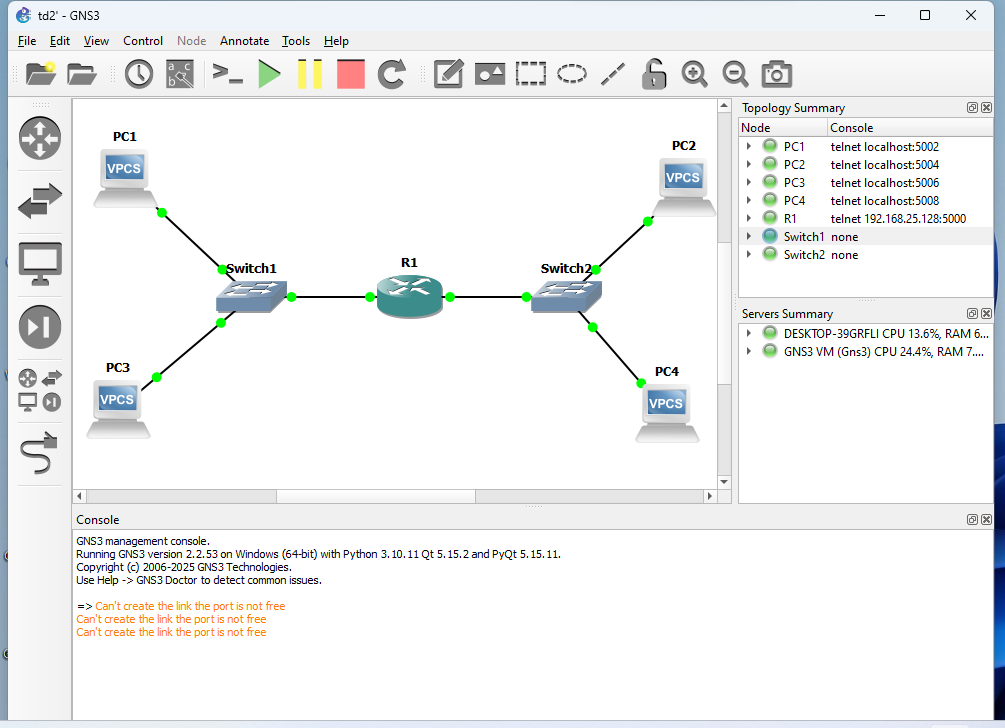 td2' - GNS3
File Edit View Control Node Annotate Tools Help
PC1
VPCS
PC2
VPCS
Switch1
R1
Switch2
PC3
VPCS
PC4
VPCS
Topology Summary
Node Console
PC1 telnet localhost:5002
PC2 telnet localhost:5004
PC3 telnet localhost:5006
PC4 telnet localhost:5008
R1 telnet 192.168.25.128:5000
Switch1 none
Switch2 none
Servers Summary
DESKTOP-39GRFLI CPU 13.6%, RAM 6...
GNS3 VM (Gns3) CPU 24.4%, RAM 7....
Console
GNS3 management console.
Running GNS3 version 2.2.53 on Windows (64-bit) with Python 3.10.11 Qt 5.15.2 and PyQt 5.15.11.
Copyright (c) 2006-2025 GNS3 Technologies.
Use Help -> GNS3 Doctor to detect common issues.
=> Can't create the link the port is not free
Can't create the link the port is not free
Can't create the link the port is not free